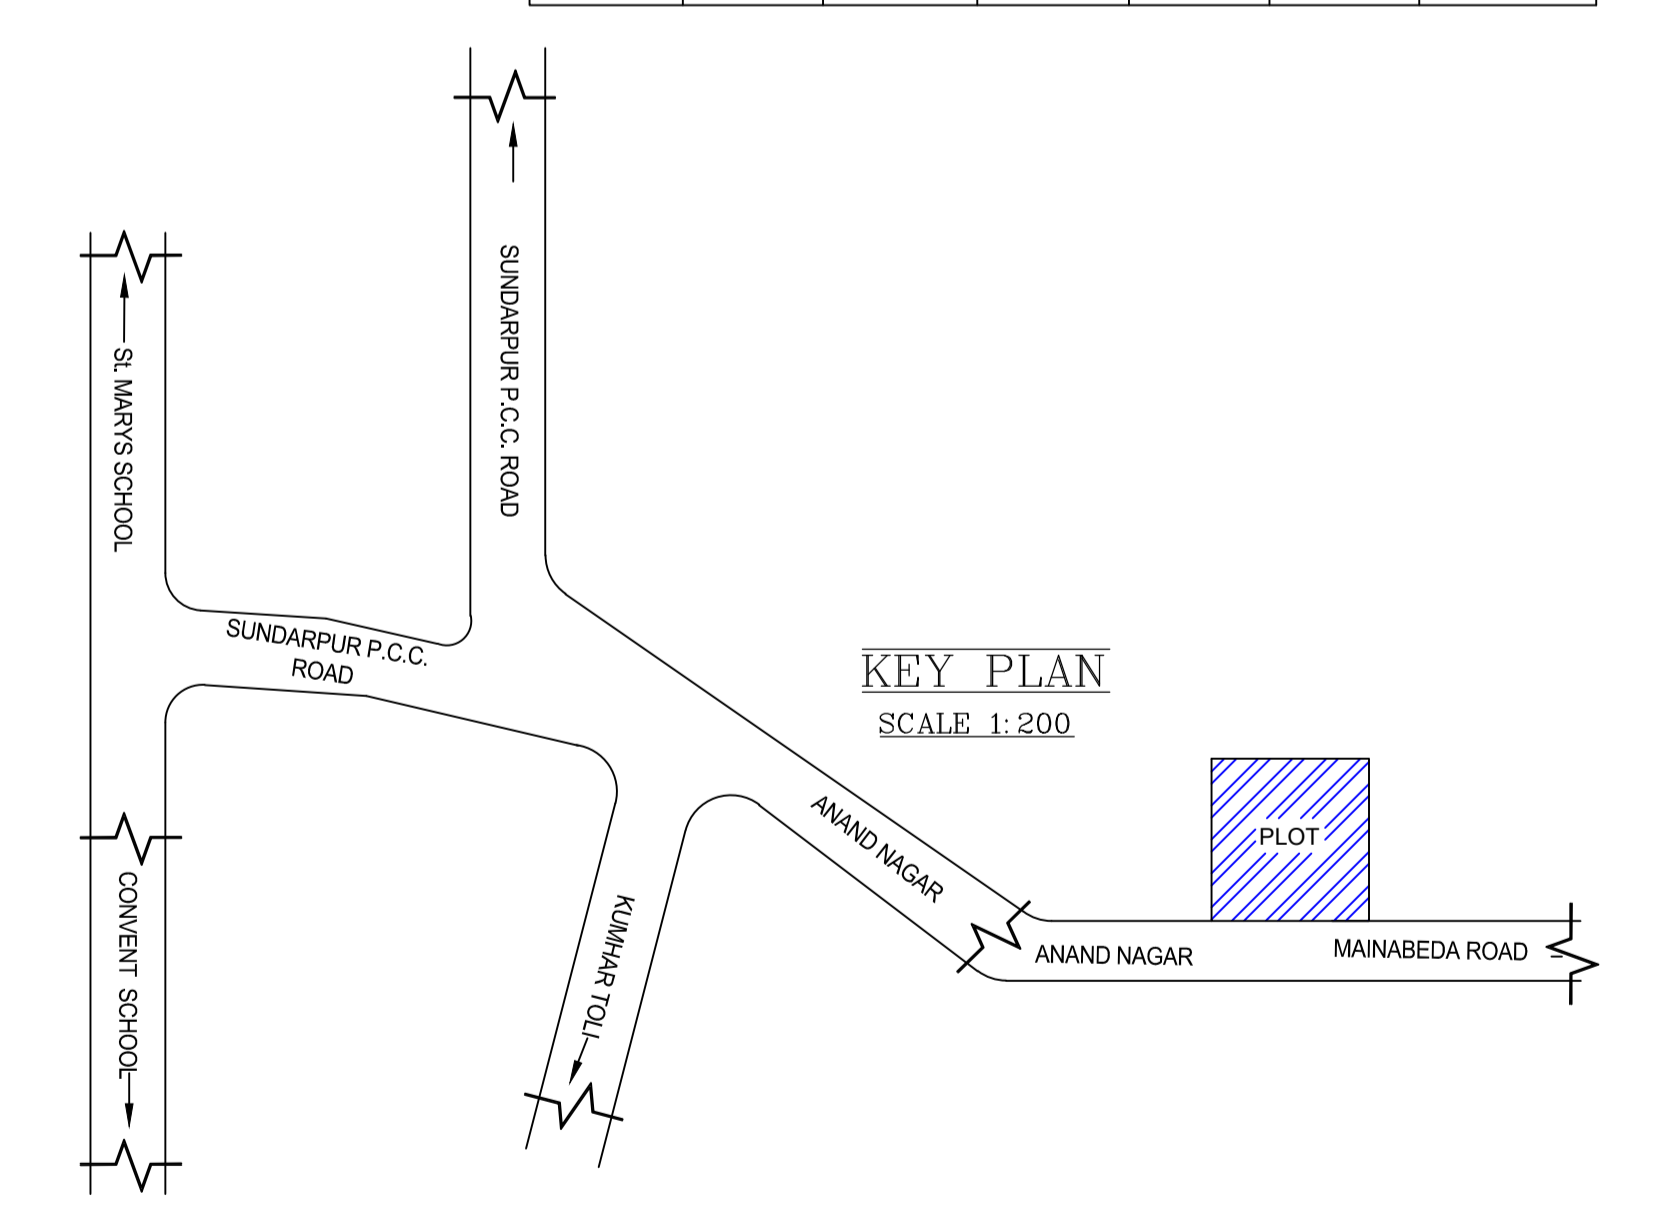 SUNDARPUR P.C.C. ROAD
St. MARYS SCHOOL
SUNDARPUR P.C.C.
ROAD
KEY PLAN
SCALE 1:200
PLOT
ANAND NAGAR
CONVENT SCHOOL
KUMHAR TOLI
ANAND NAGAR
MAINABEDA ROAD